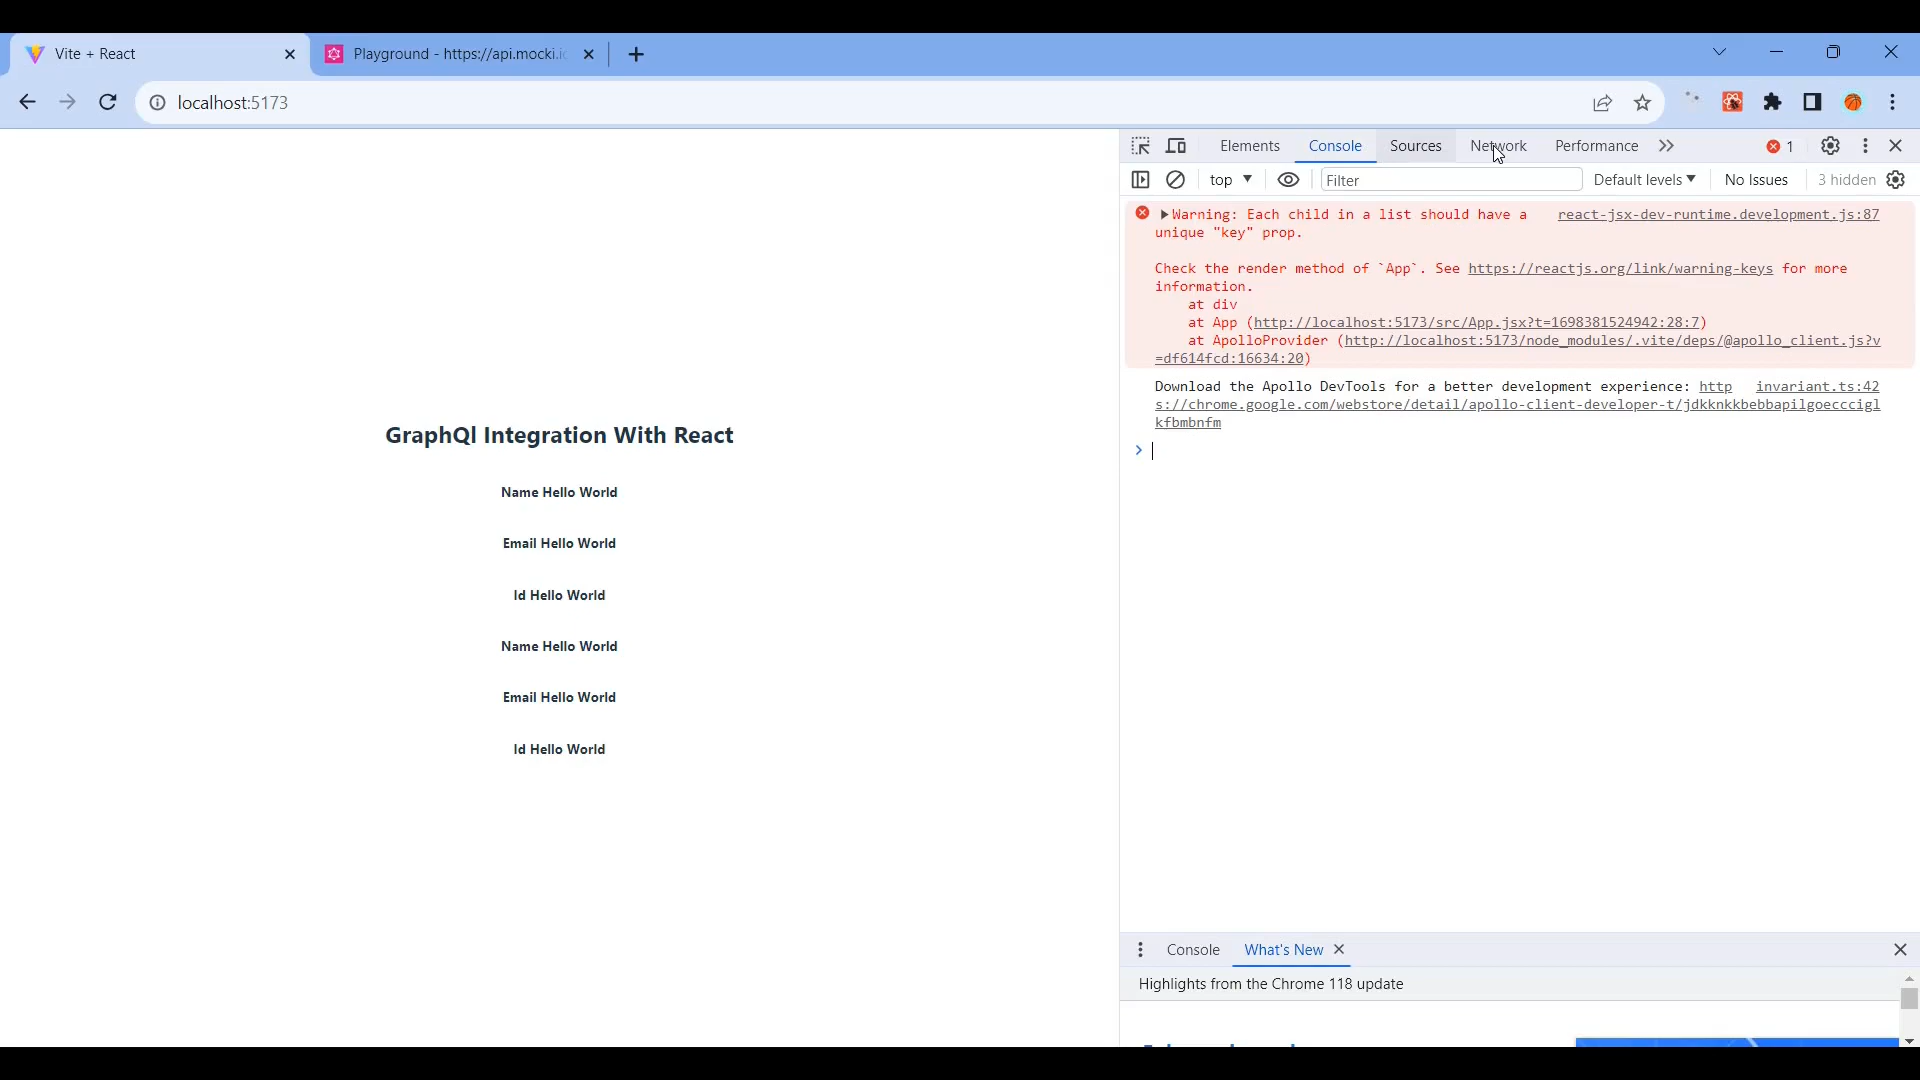 Vite + React
Playground - https://api.mocki.io
localhost:5173
Elements Console Sources Network Performance 1
top Filter Default levels No Issues 3 hidden
Warning: Each child in a list should have a react-jsx-dev-runtime.development.js:87
unique "key" prop.
Check the render method of `App`. See https://reactjs.org/link/warning-keys for more
information.
at div
at App (http://localhost:5173/src/App.jsx?t=1698381524942:28:7)
at ApolloProvider (http://localhost:5173/node_modules/.vite/deps/@apollo_client.js?v
=df614fcd:16634:20)
Download the Apollo DevTools for a better development experience: http invariant.ts:42
s://chrome.google.com/webstore/detail/apollo-client-developer-t/jdkknkkbebbapilgoeccciigl
kfbmbnfm
GraphQl Integration With React
Name Hello World
Email Hello World
Id Hello World
Name Hello World
Email Hello World
Id Hello World
Console What's New
Highlights from the Chrome 118 update